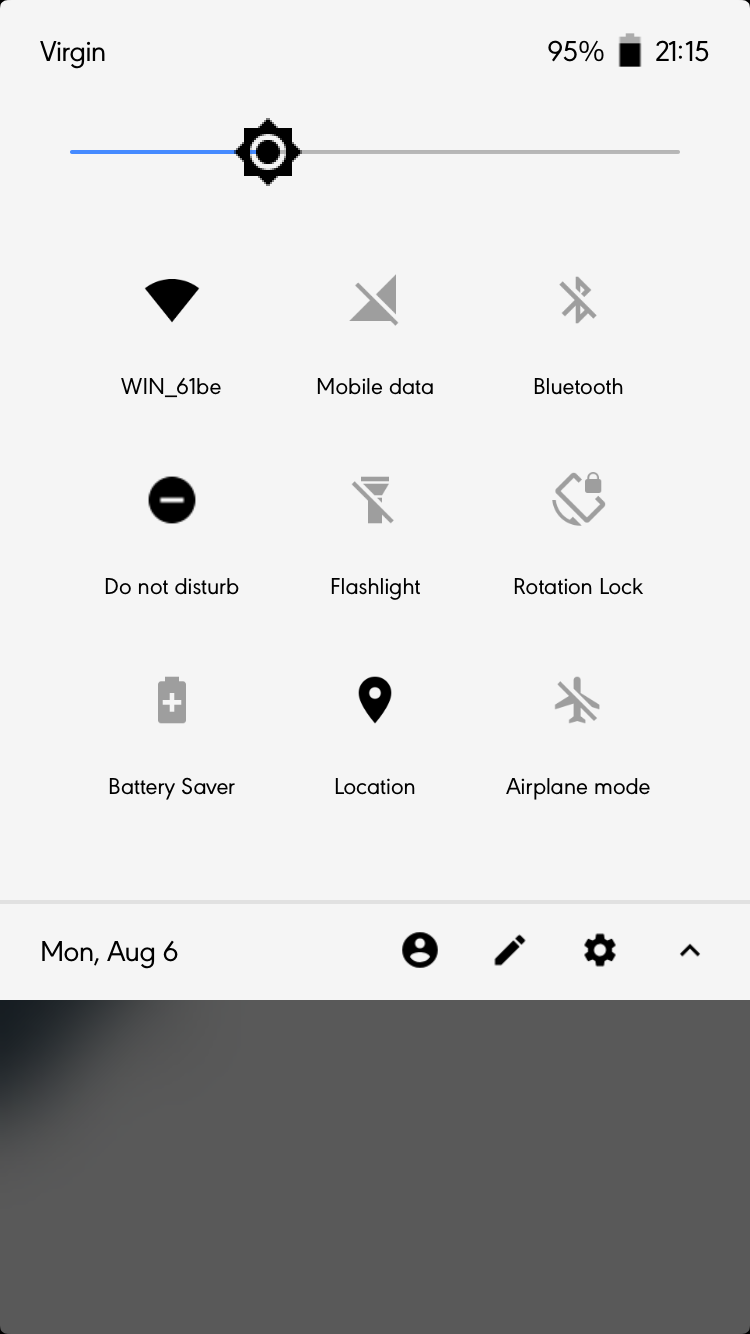 Virgin 95% 21:15
WIN_61be Mobile data Bluetooth
Do not disturb Flashlight Rotation Lock
Battery Saver Location Airplane mode
Mon, Aug 6